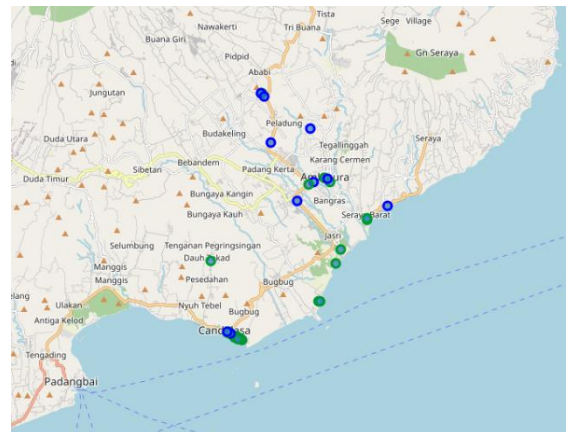 Tista
Nawakerti
Tri Buana
Sege Village
Buana Giri
Pidpid
Gn Seraya
Ababi
Jungutan
Peladung
Budakeling
Duda Utara
Seraya
Tegallinggah
Karang Cermen
Bebandem
Sibetan
Padang Kerta
Duda Timur
Bungaya Kangin
Bangras
Bungaya Kauh
Seraya Barat
Jasri
Selumbung
Tenganan Pegringsingan
Manggis
Manggis
Pesedahan
Bugbug
Ulakan
Nyuh Tebel
Bugbug
Antiga Kelod
Tengading
Padangbai